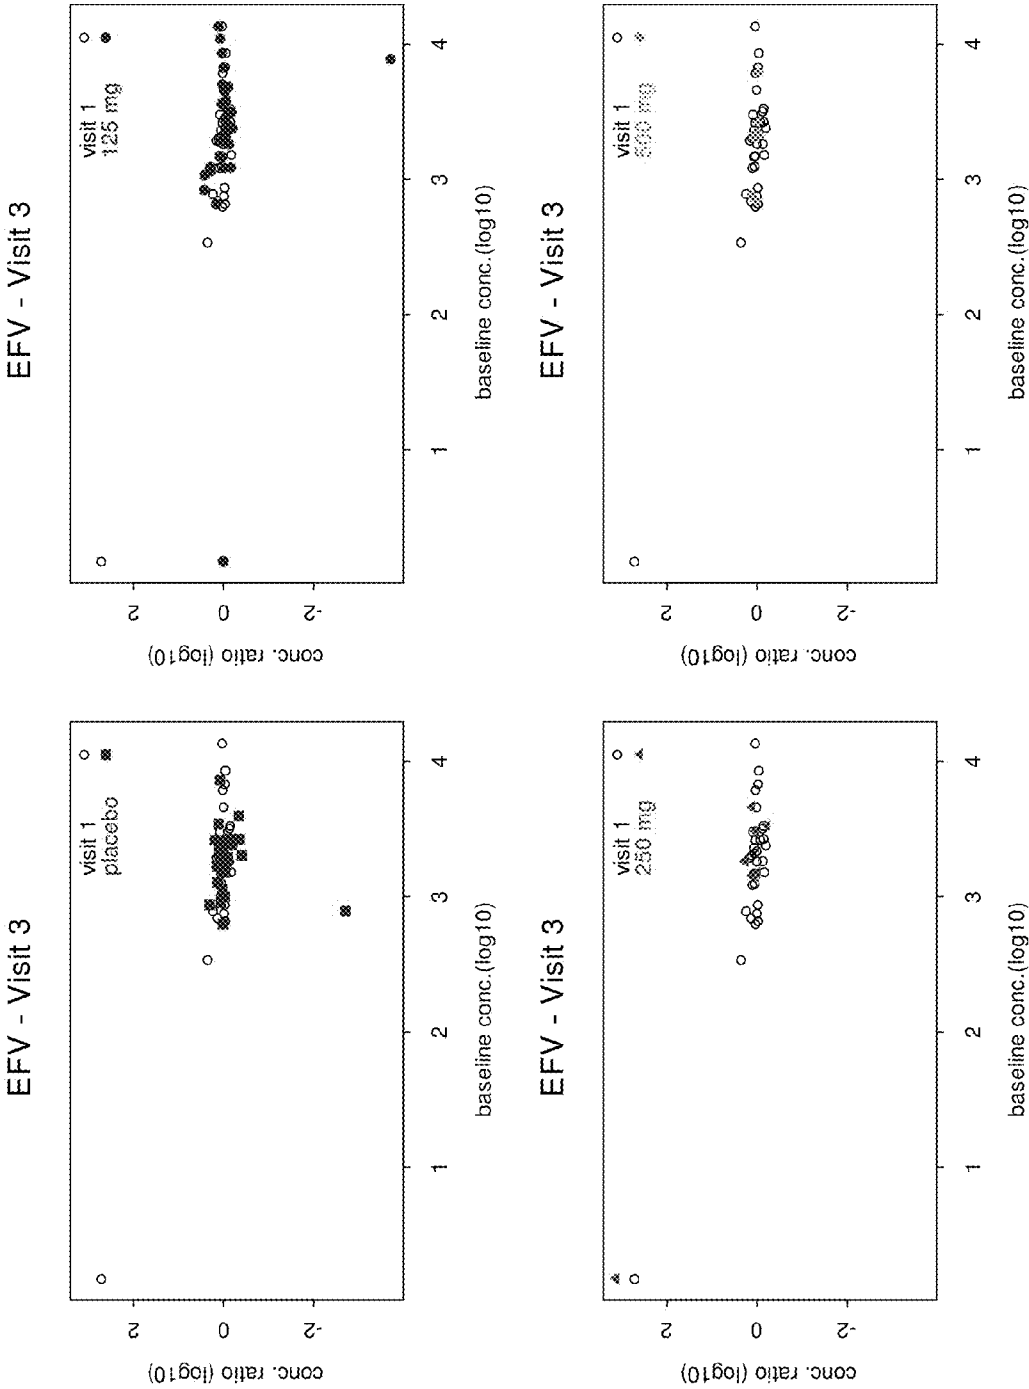 EFV - Visit 3
conc. ratio (log10)
2
0
-2
visit 1
placebo
1
2
3
4
baseline conc.(log10)
EFV - Visit 3
conc. ratio (log10)
2
0
-2
visit 1
125 mg
1
2
3
4
baseline conc.(log10)
EFV - Visit 3
conc. ratio (log10)
2
0
-2
visit 1
250 mg
1
2
3
4
baseline conc.(log10)
EFV - Visit 3
conc. ratio (log10)
2
0
-2
visit 1
mg
1
2
3
4
baseline conc.(log10)